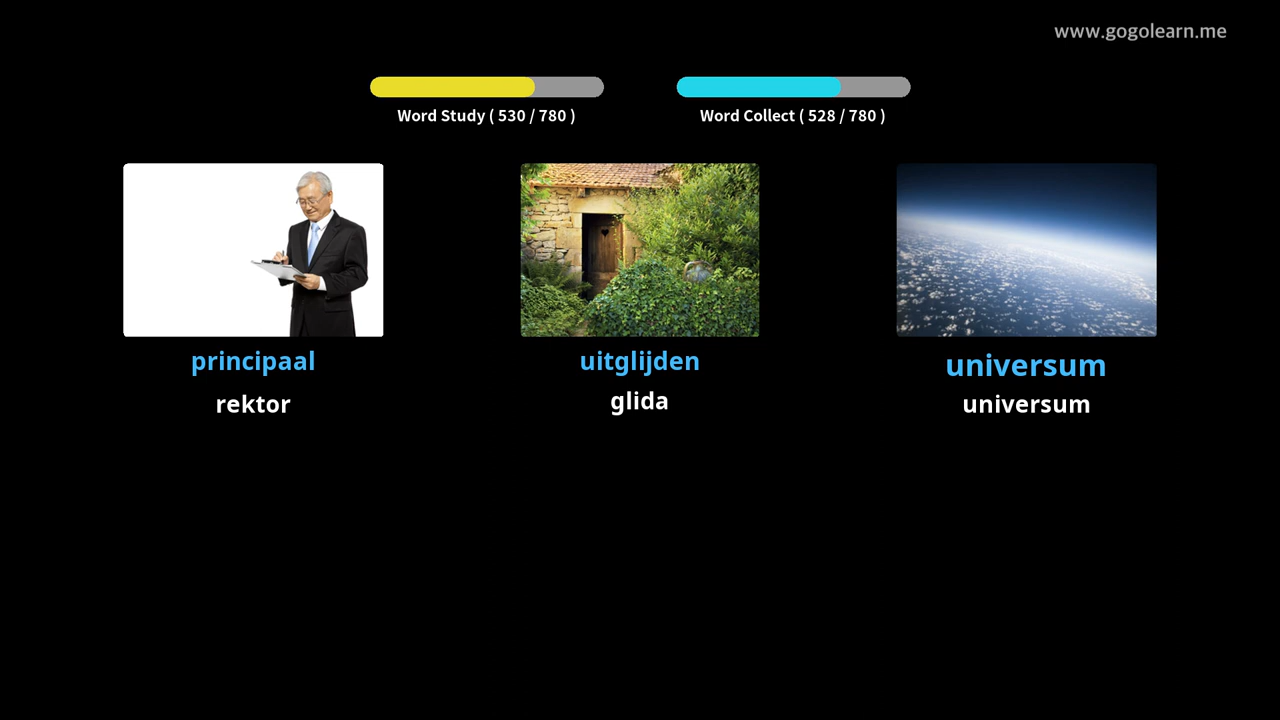 www.gogolearn.me
Word Study ( 530 / 780 )
Word Collect ( 528 / 780 )
principaal
rektor
uitglijden
glida
universum
universum